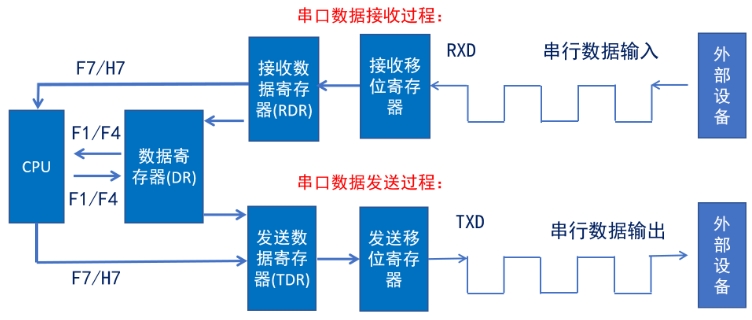 串口数据接收过程：
F7/H7
接收数
据寄存
器(RDR)
接收移
位寄存
器
RXD
串行数据输入
外
部
设
备
CPU
F1/F4
F1/F4
数据寄
存器(DR)
串口数据发送过程：
F7/H7
发送数
据寄存
器(TDR)
发送移
位寄存
器
TXD
串行数据输出
外
部
设
备